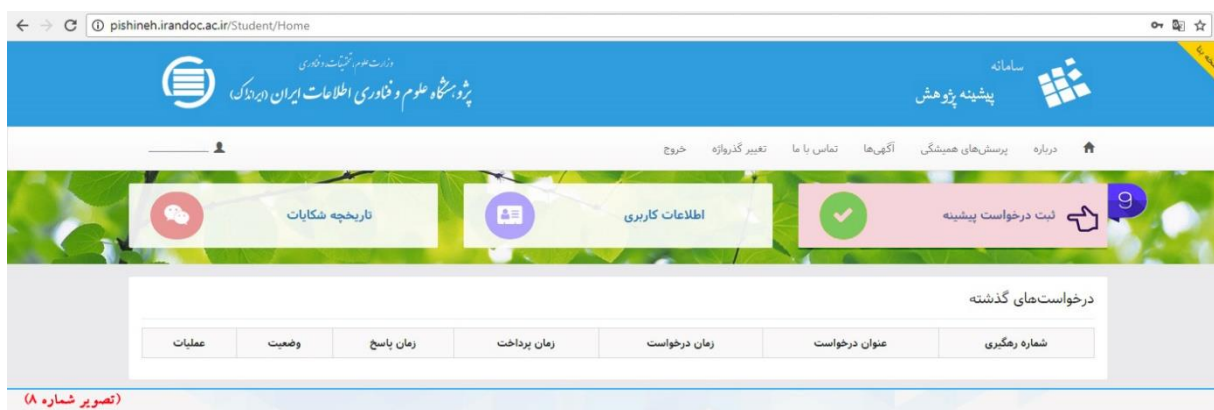 pishineh.irandoc.ac.ir/Student/Home
سامانه
پیشینه پژوهش
وزارت علوم، تحقیقات و فناوری
پژوهشگاه علوم و فناوری اطلاعات ایران (ایرانداک)
درباره
پرسش‌های همیشگی
آگهی‌ها
تماس با ما
تغییر گذرواژه
خروج
9
ثبت درخواست پیشینه
اطلاعات کاربری
تاریخچه شکایات
درخواست‌های گذشته
شماره رهگیری
عنوان درخواست
زمان درخواست
زمان پرداخت
زمان پاسخ
وضعیت
عملیات
(تصویر شماره ۸)